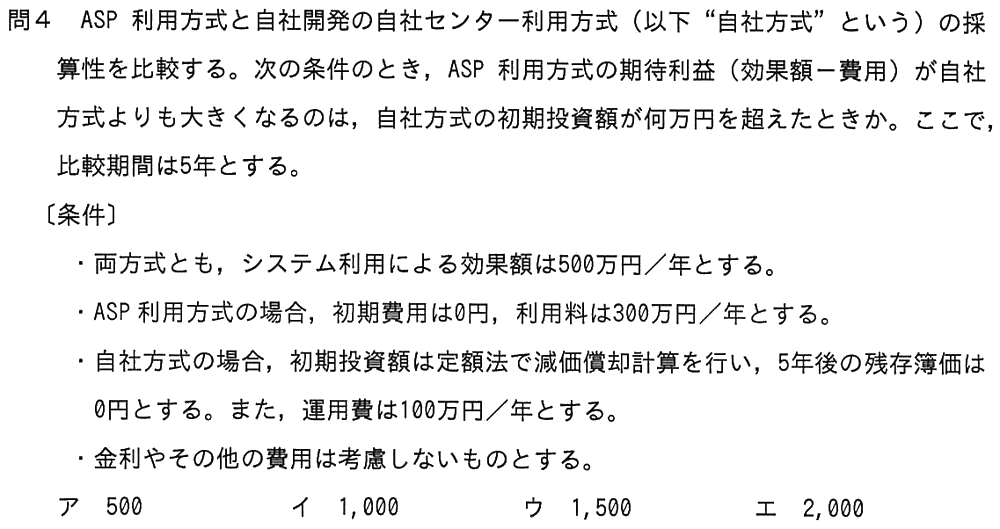 問4　ASP 利用方式と自社開発の自社センター利用方式（以下“自社方式”という）の採
算性を比較する。次の条件のとき，ASP 利用方式の期待利益（効果額－費用）が自社
方式よりも大きくなるのは，自社方式の初期投資額が何万円を超えたときか。ここで，
比較期間は5年とする。
〔条件〕
・両方式とも，システム利用による効果額は500万円／年とする。
・ASP 利用方式の場合，初期費用は0円，利用料は300万円／年とする。
・自社方式の場合，初期投資額は定額法で減価償却計算を行い，5年後の残存簿価は
0円とする。また，運用費は100万円／年とする。
・金利やその他の費用は考慮しないものとする。
ア　500　イ　1,000　ウ　1,500　エ　2,000